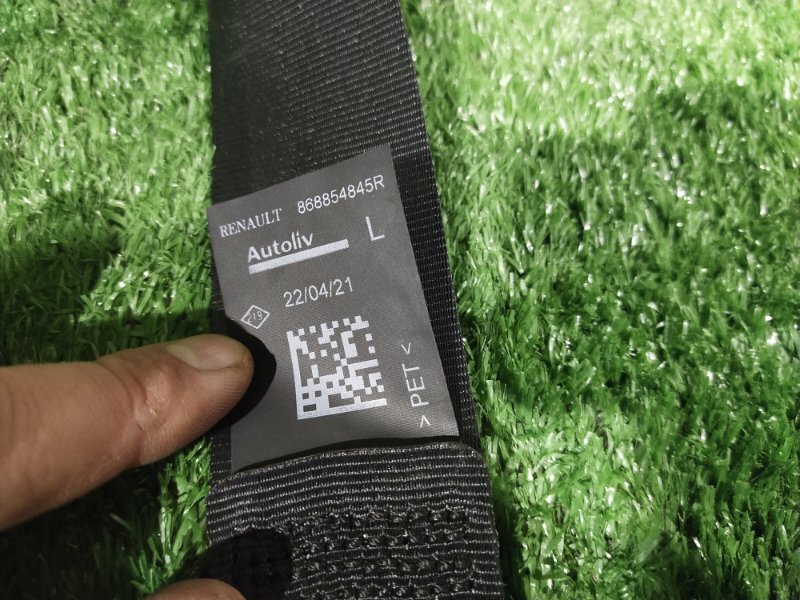 RENAULT 868854845R
Autoliv L
22/04/21
>PET<